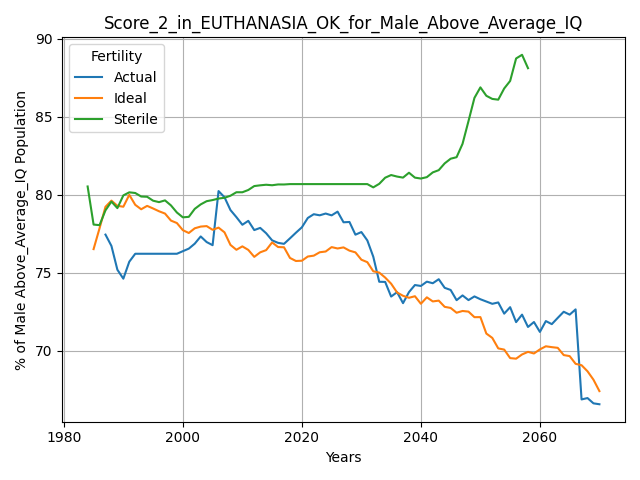 Score_2_in_EUTHANASIA_OK_for_Male_Above_Average_IQ
90
85
80
75
70
% of Male Above_Average_IQ Population
Fertility
Actual
Ideal
Sterile
1980
2000
2020
2040
2060
Years